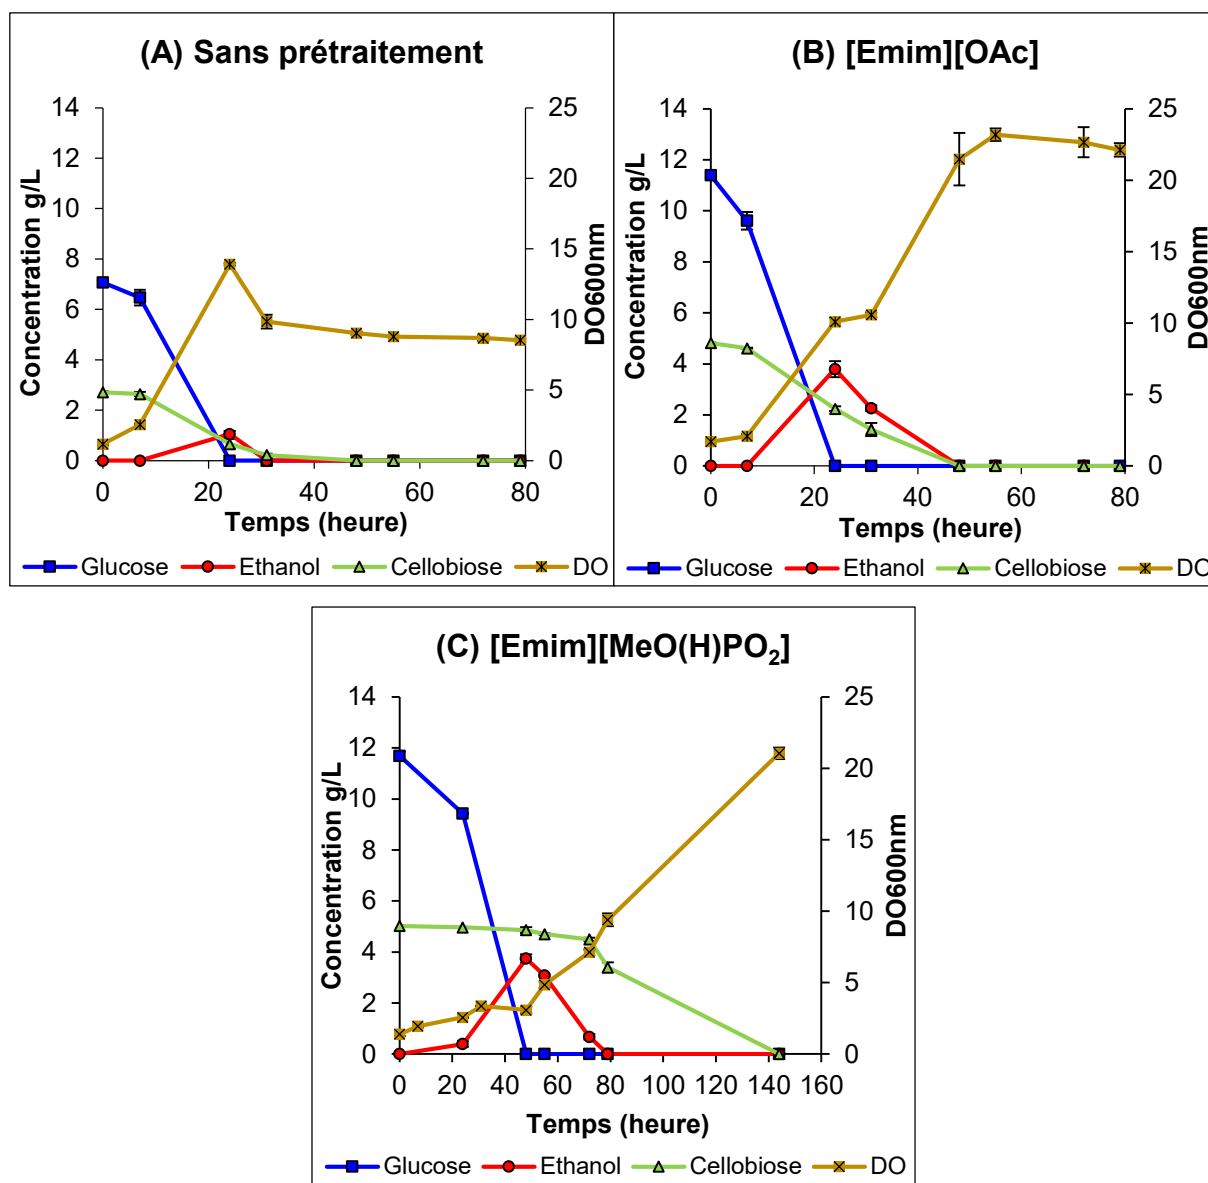 (A) Sans prétraitement
Concentration g/L
14
12
10
8
6
4
2
0
25
20
15
10
5
0
DO600nm
0 20 40 60 80
Temps (heure)
Glucose Ethanol Cellobiose DO
(B) [Emim][OAc]
Concentration g/L
14
12
10
8
6
4
2
0
25
20
15
10
5
0
DO600nm
0 20 40 60 80
Temps (heure)
Glucose Ethanol Cellobiose DO
(C) [Emim][MeO(H)PO₂]
Concentration g/L
14
12
10
8
6
4
2
0
25
20
15
10
5
0
DO600nm
0 20 40 60 80 100 120 140 160
Temps (heure)
Glucose Ethanol Cellobiose DO